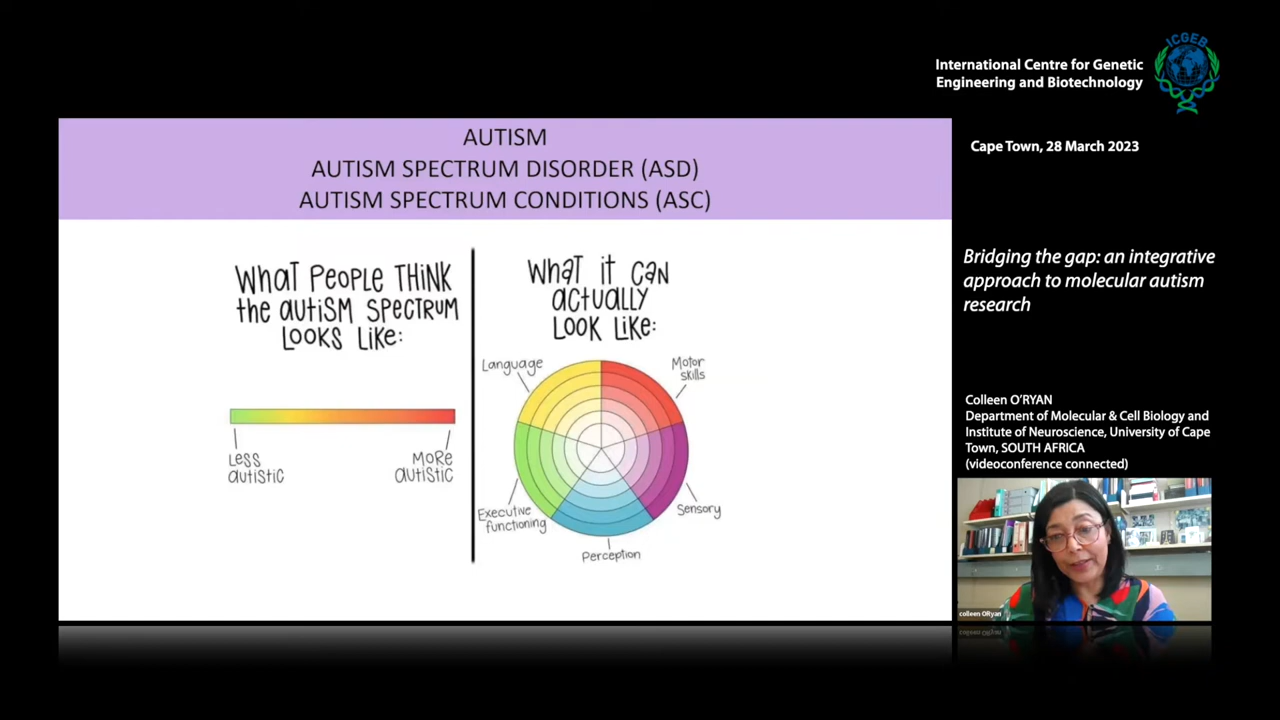 ICGEB
International Centre for Genetic
Engineering and Biotechnology
Cape Town, 28 March 2023
AUTISM
AUTISM SPECTRUM DISORDER (ASD)
AUTISM SPECTRUM CONDITIONS (ASC)
WHAT PEOPLE THINK
the autism spectrum
LOOKS LIKE:
LESS
autistic
MORE
autistic
WHAT it CAN
actually
LOOK LIKE:
Language
Motor
skills
Executive
functioning
Sensory
Perception
Bridging the gap: an integrative
approach to molecular autism
research
Colleen O'RYAN
Department of Molecular & Cell Biology and
Institute of Neuroscience, University of Cape
Town, SOUTH AFRICA
(videoconference connected)
colleen ORyan